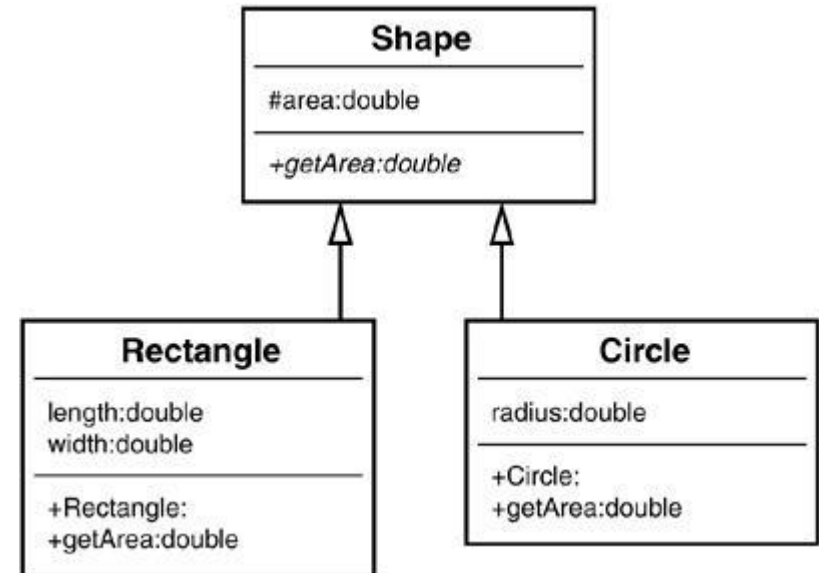 Shape
#area:double
+getArea:double
Rectangle
length:double
width:double
+Rectangle:
+getArea:double
Circle
radius:double
+Circle:
+getArea:double